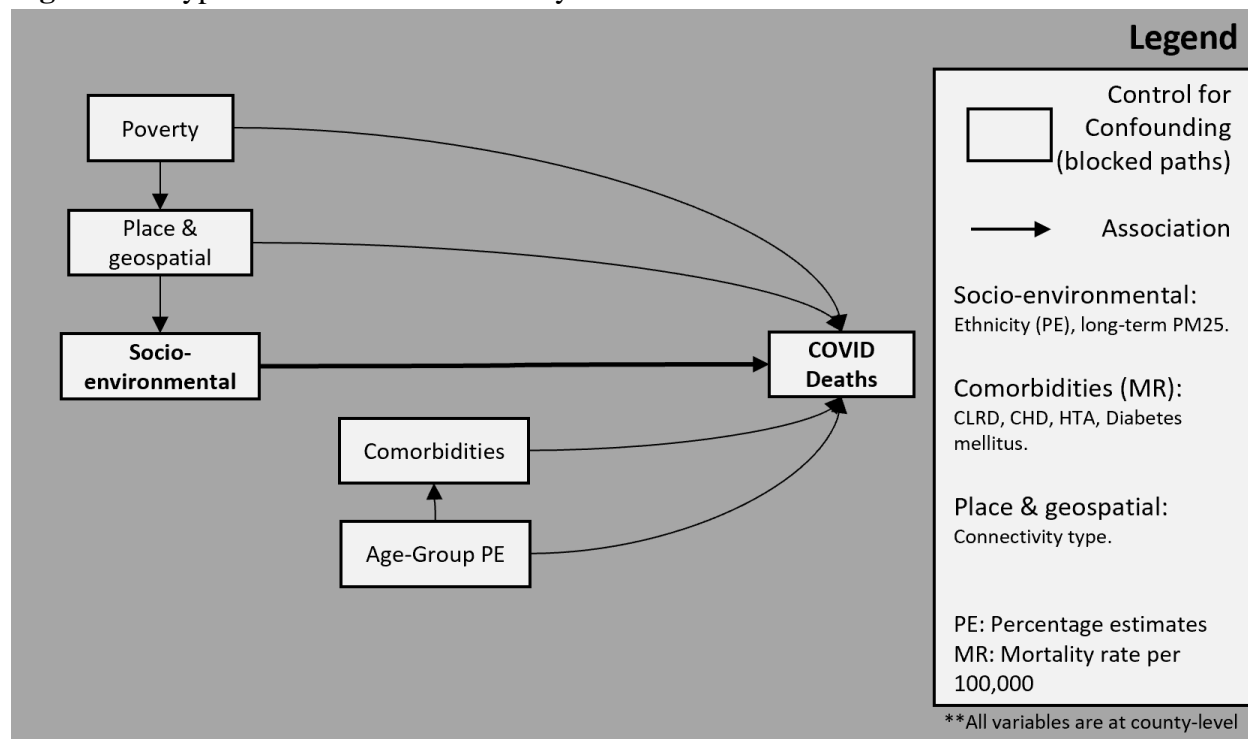 Legend
Poverty
Place &
geospatial
Socio-
environmental
COVID
Deaths
Comorbidities
Age-Group PE
Control for
Confounding
(blocked paths)
Association
Socio-environmental:
Ethnicity (PE), long-term PM25.
Comorbidities (MR):
CLRD, CHD, HTA, Diabetes
mellitus.
Place & geospatial:
Connectivity type.
PE: Percentage estimates
MR: Mortality rate per
100,000
**All variables are at county-level